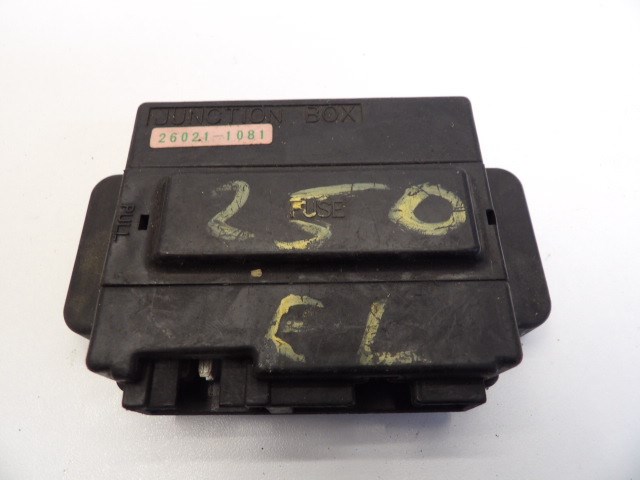 JUNCTION BOX
26021-1081
250
FUSE
PULL
EL